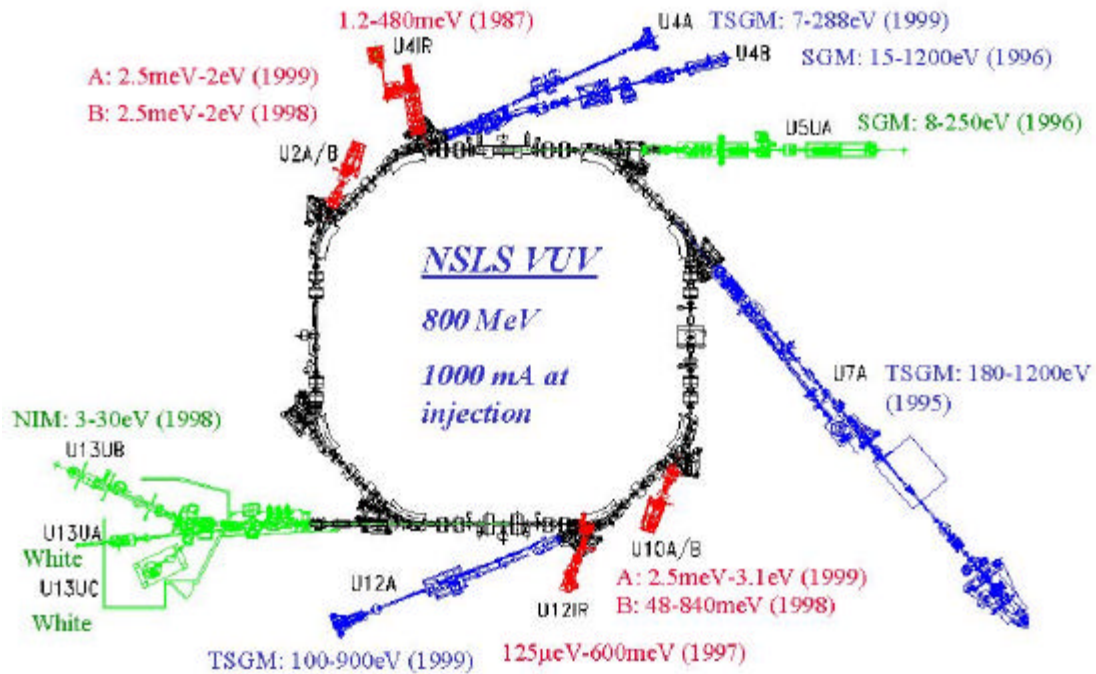 1.2-480meV (1987)
U4IR
U4A
TSGM: 7-288eV (1999)
U4B
SGM: 15-1200eV (1996)
A: 2.5meV-2eV (1999)
B: 2.5meV-2eV (1998)
U2A/B
U5UA
SGM: 8-250eV (1996)
NSLS VUV
800 MeV
1000 mA at
injection
U7A
TSGM: 180-1200eV
(1995)
NIM: 3-30eV (1998)
U13UB
U13UA
White
U13UC
White
U12A
TSGM: 100-900eV (1999)
U12IR
125µeV-600meV (1997)
U10A/B
A: 2.5meV-3.1eV (1999)
B: 48-840meV (1998)